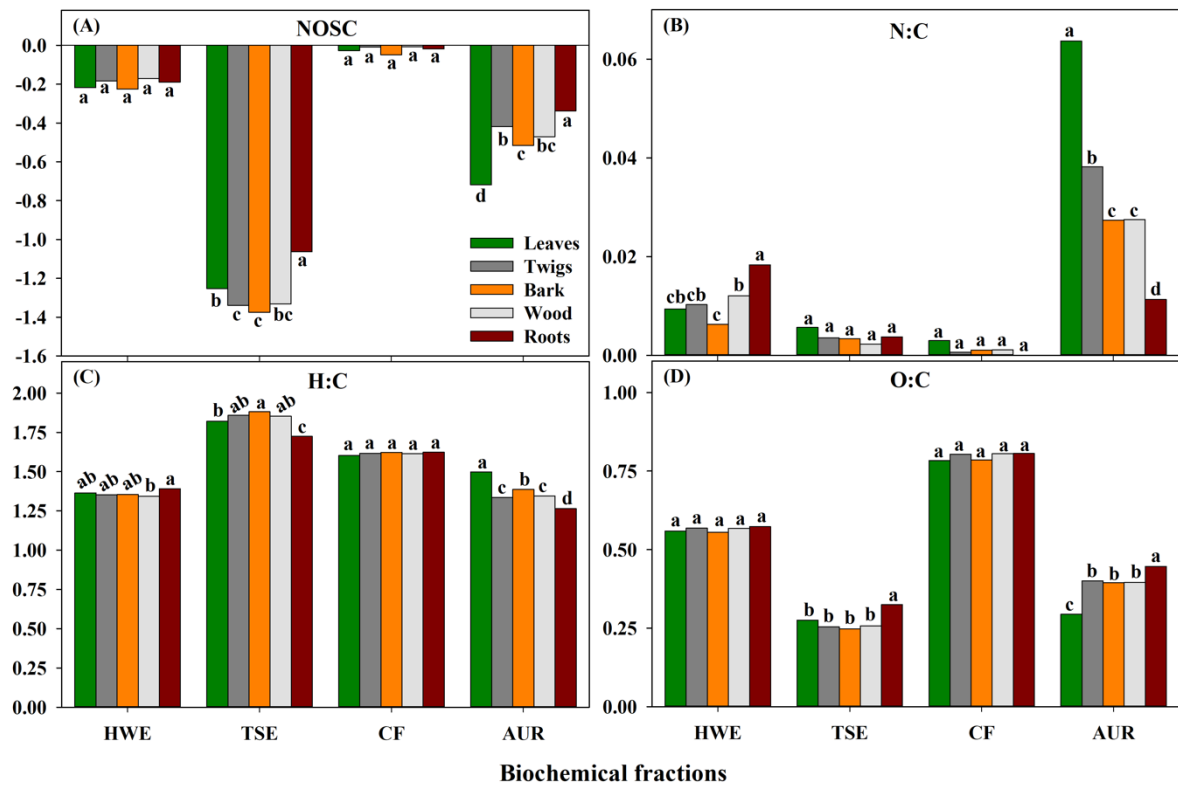 (A) NOSC
0.0
-0.2
-0.4
-0.6
-0.8
-1.0
-1.2
-1.4
-1.6
a a a a a
b c c bc a
a a a a a
d b c bc a
Leaves
Twigs
Bark
Wood
Roots
(B) N:C
0.06
0.04
0.02
0.00
cb cb c b a
a a a a a
a a a a a
a b c c d
(C) H:C
2.00
1.75
1.50
1.25
1.00
0.75
0.50
0.25
0.00
ab ab ab b a
b ab a ab c
a a a a a
a c b c d
HWE TSE CF AUR
(D) O:C
1.00
0.75
0.50
0.25
0.00
a a a a a
b b b b a
a a a a a
c b b b a
HWE TSE CF AUR
Biochemical fractions